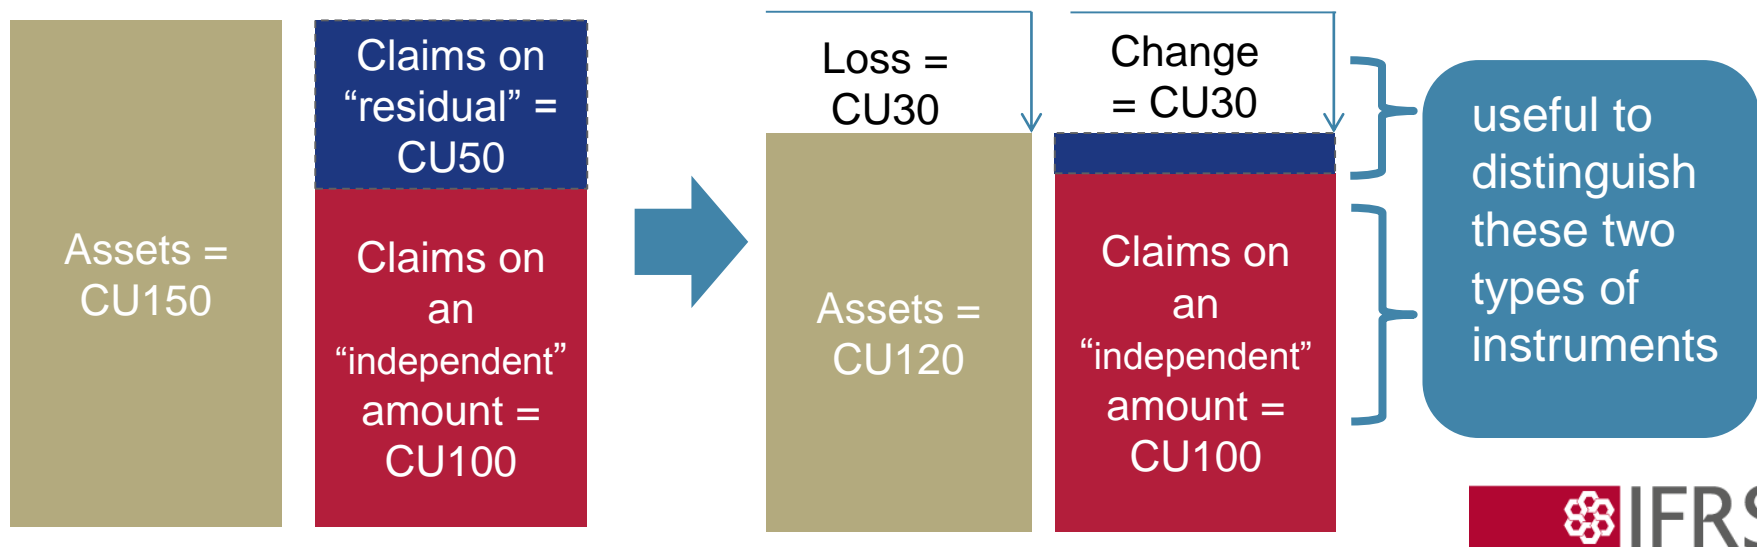 Assets =
CU150
Claims on
“residual” =
CU50
Claims on
an
“independent”
amount =
CU100
Loss =
CU30
Assets =
CU120
Change
= CU30
Claims on
an
“independent”
amount =
CU100
useful to
distinguish
these two
types of
instruments
IFRS